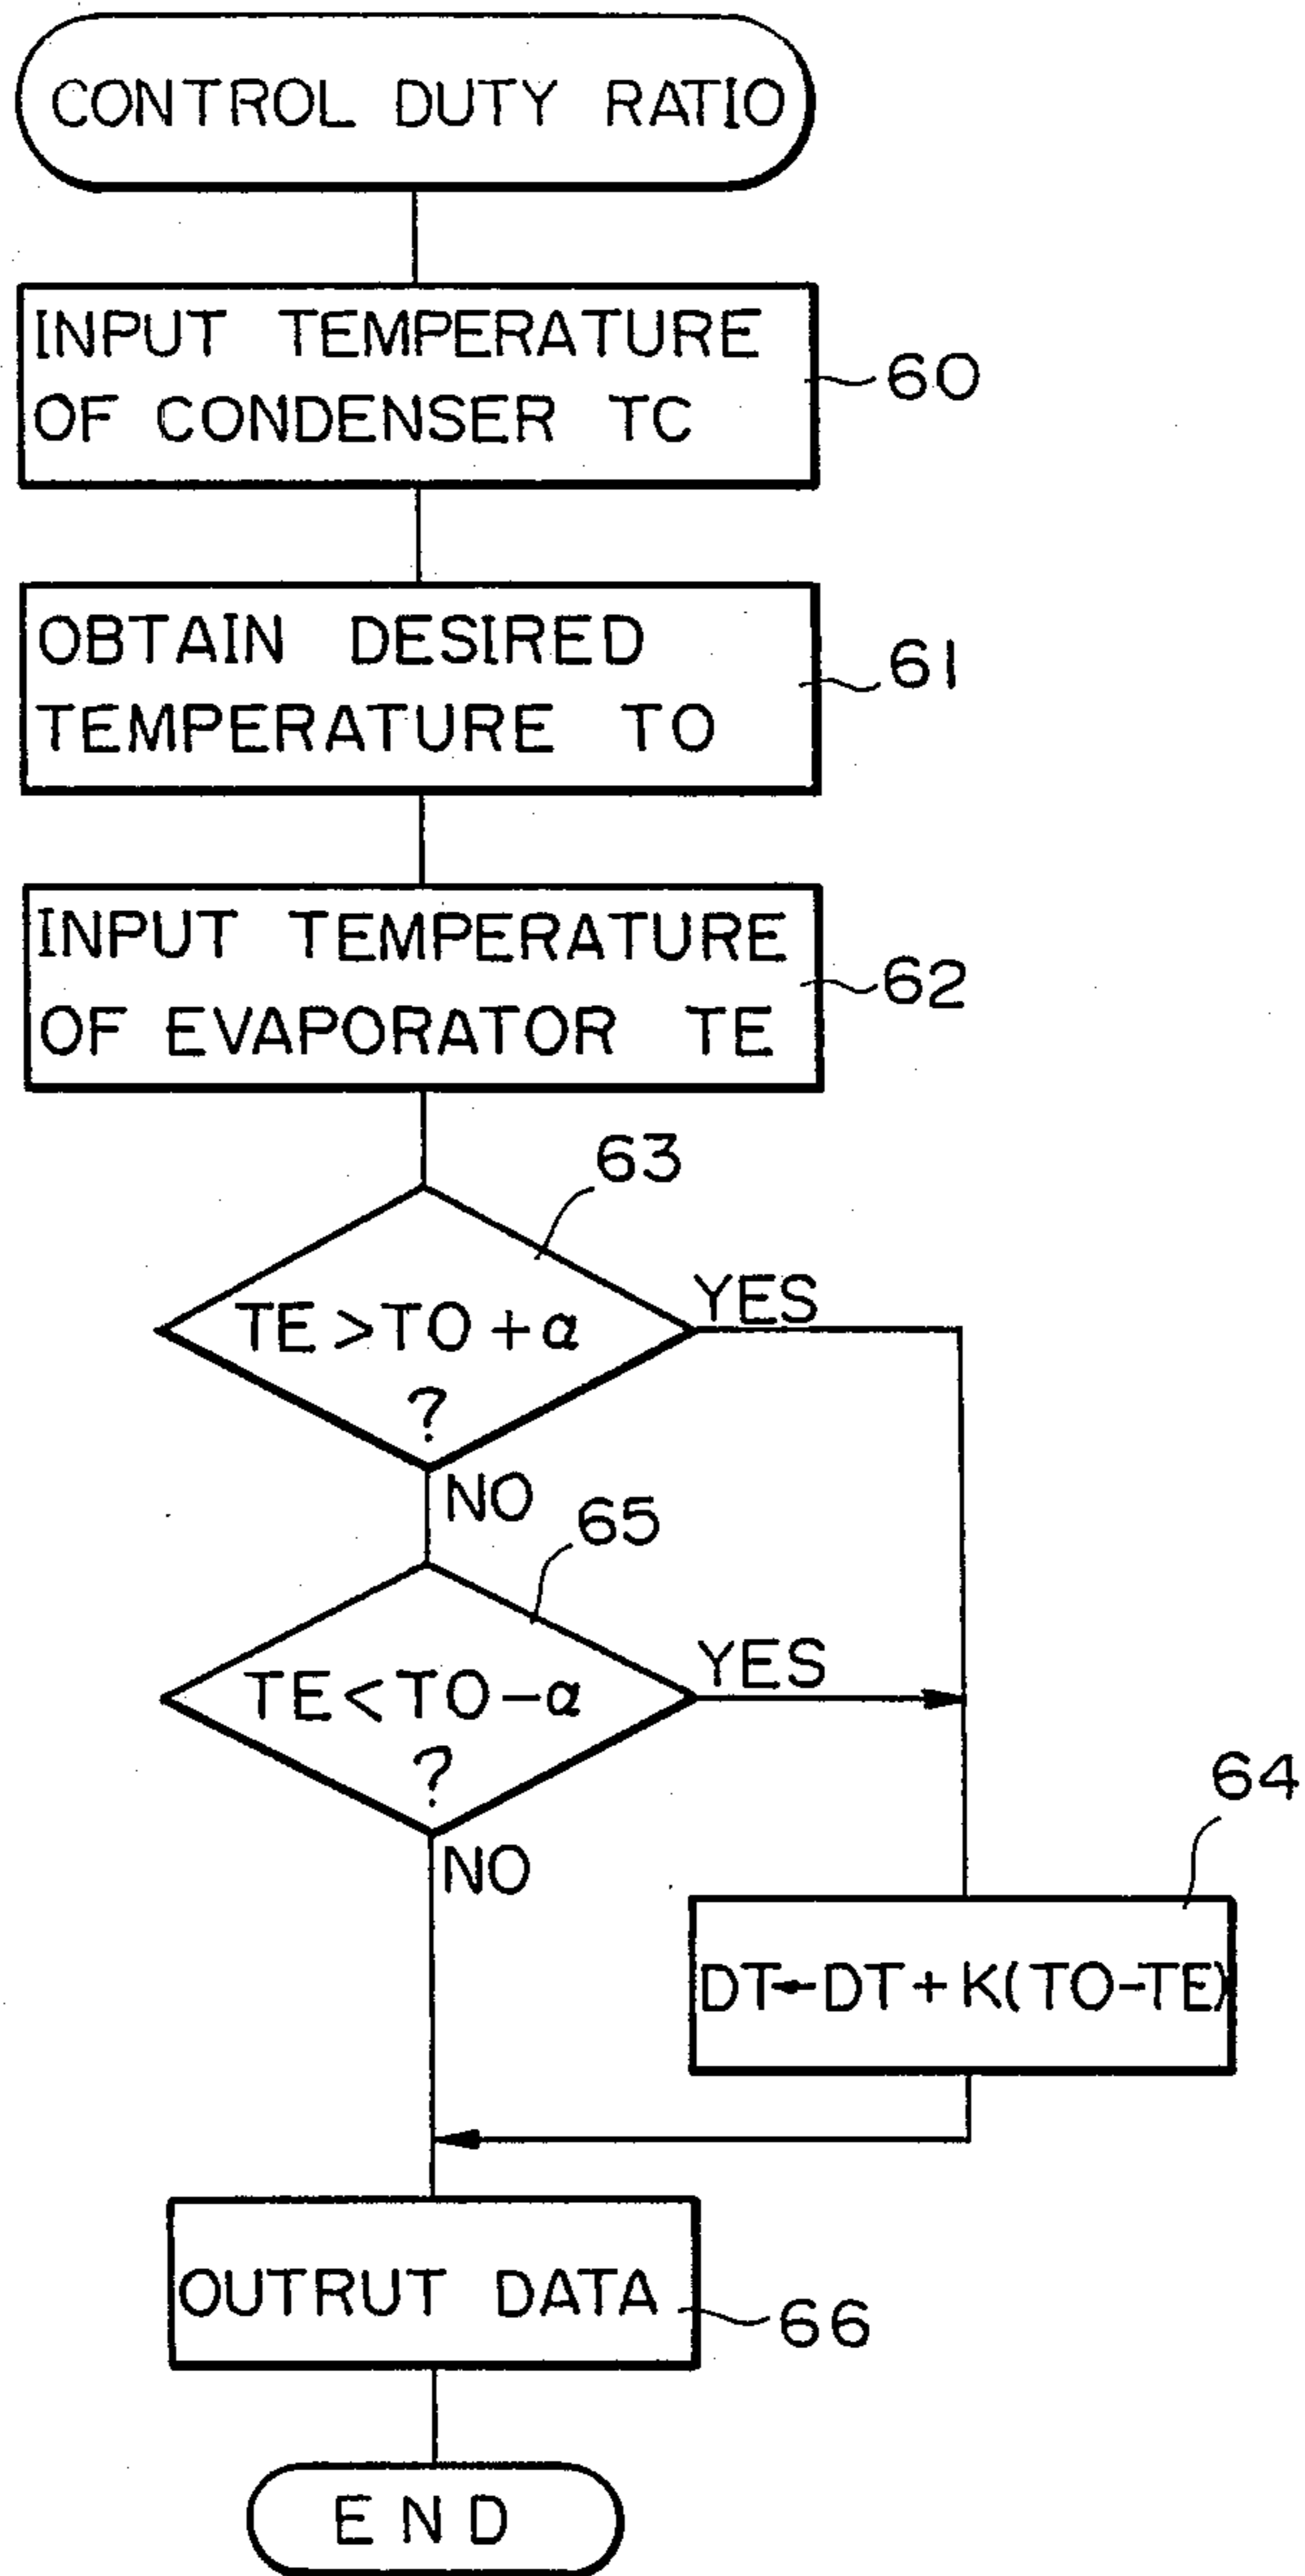 CONTROL DUTY RATIO
INPUT TEMPERATURE
OF CONDENSER TC
60
OBTAIN DESIRED
TEMPERATURE TO
61
INPUT TEMPERATURE
OF EVAPORATOR TE
62
63
TE > TO + α
?
YES
NO
65
TE < TO - α
?
YES
NO
64
DT ← DT + K(TO-TE)
OUTRUT DATA
66
END